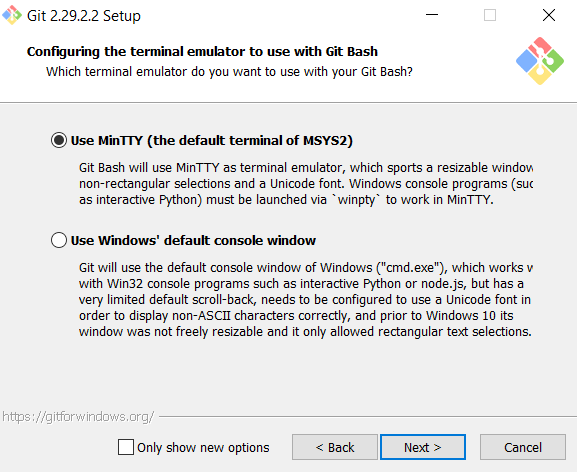 Git 2.29.2.2 Setup
Configuring the terminal emulator to use with Git Bash
Which terminal emulator do you want to use with your Git Bash?
Use MinTTY (the default terminal of MSYS2)
Git Bash will use MinTTY as terminal emulator, which sports a resizable window
non-rectangular selections and a Unicode font. Windows console programs (suc
as interactive Python) must be launched via `winpty` to work in MinTTY.
Use Windows' default console window
Git will use the default console window of Windows ("cmd.exe"), which works w
with Win32 console programs such as interactive Python or node.js, but has a
very limited default scroll-back, needs to be configured to use a Unicode font in
order to display non-ASCII characters correctly, and prior to Windows 10 its
window was not freely resizable and it only allowed rectangular text selections.
https://gitforwindows.org/
Only show new options
< Back
Next >
Cancel